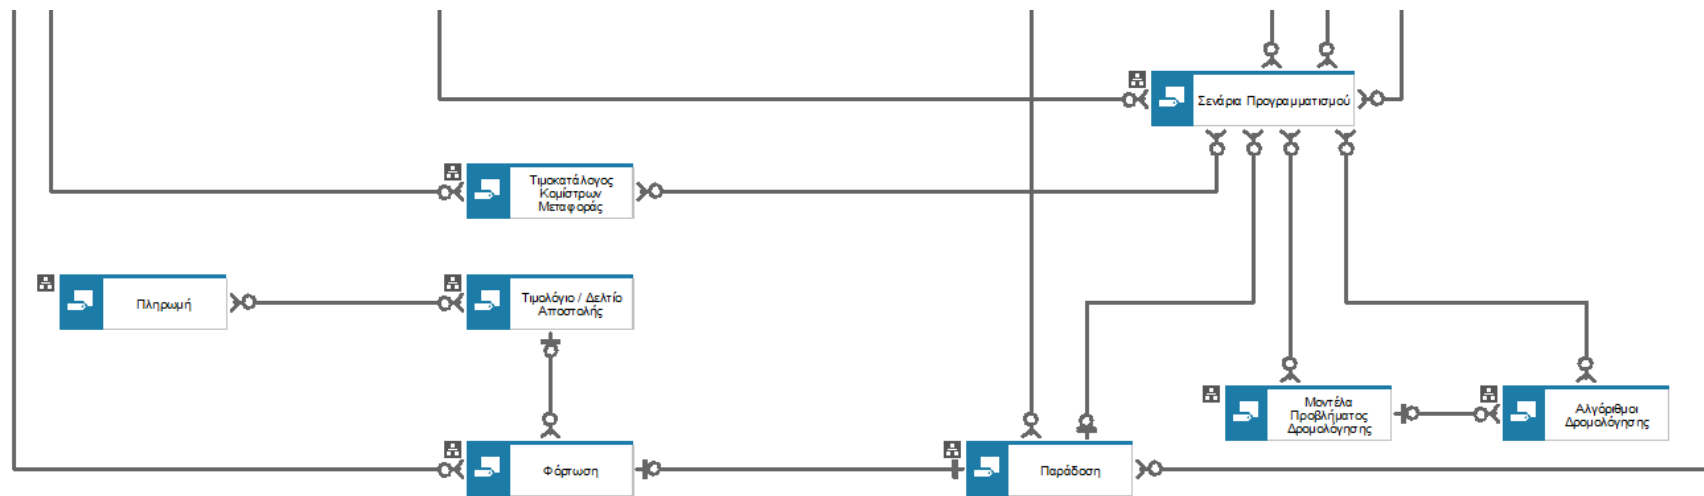 Σενάρια Προγραμματισμού
Τιμοκατάλογος
Κομίστρων
Μεταφοράς
Πληρωμή
Τιμολόγιο / Δελτίο
Αποστολής
Μοντέλα
Προβλήματος
Δρομολόγησης
Αλγόριθμοι
Δρομολόγησης
Φόρτωση
Παράδοση